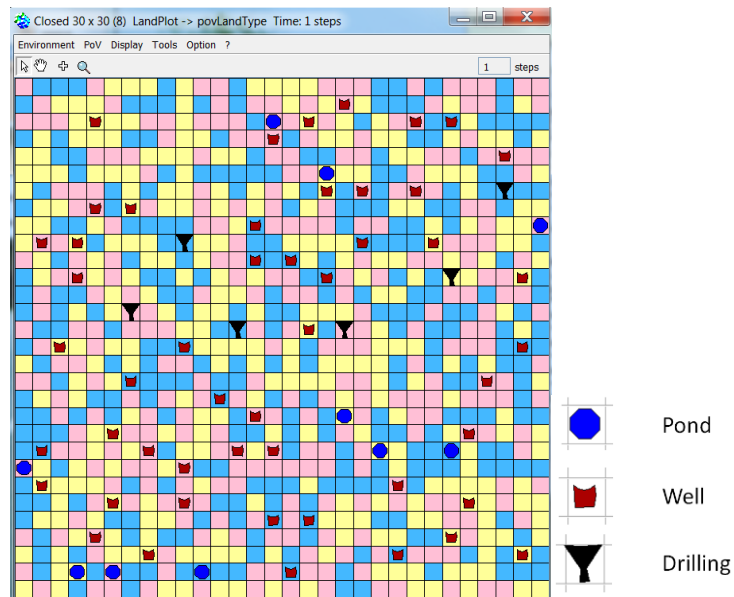 Closed 30 x 30 (8) LandPlot -> povLandType Time: 1 steps
Environment PoV Display Tools Option ?
1 steps
Pond
Well
Drilling